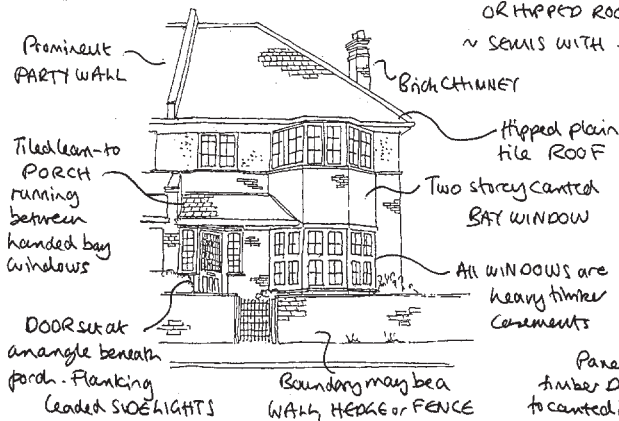 OR HIPPED ROO
~ SEMIS WITH
Prominent
PARTY WALL
Brick CHIMNEY
Hipped plain
tile ROOF
Tiled lean-to
PORCH
running
between
handed bay
windows
Two storey canted
BAY WINDOW
All WINDOWS are
heavy timber
casements
DOOR set at
an angle beneath
porch. Flanking
leaded SIDELIGHTS
Boundary may be a
WALL, HEDGE or FENCE
Pane
timber D
to canted